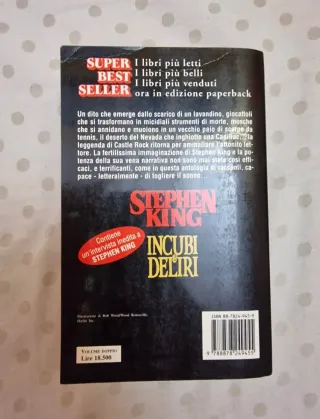 SUPER
BEST
SELLER
I libri più letti
I libri più belli
I libri più venduti
ora in edizione paperback
Un dito che emerge dallo scarico di un lavandino, giocattoli
che si trasformano in micidiali strumenti di morte, mosche
che si annidano e muoiono in un vecchio paio di scarpe da
tennis, il deserto del Nevada che inghiotte una Cadillac... la
leggenda di Castle Rock ritorna per ammaliare l'attonito letto-
re. La fertilissima immaginazione di Stephen King e la potenza
della sua vena narrativa non sono mai state così effi-
caci, e terrificanti, come in questa antologia di racconti, ca-
pace - letteralmente - di togliere il sonno.
STEPHEN
KING
Contiene
un'intervista inedita a
STEPHEN KING
INCUBI
& DELIRI
VOLUME DOPPIO
Lire 18.500